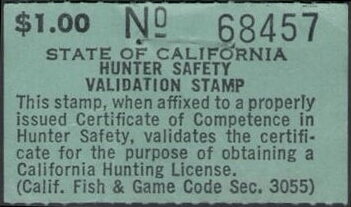 $1.00 Nº 68457
STATE OF CALIFORNIA
HUNTER SAFETY
VALIDATION STAMP
This stamp, when affixed to a properly
issued Certificate of Competence in
Hunter Safety, validates the certifi-
cate for the purpose of obtaining a
California Hunting License.
(Calif. Fish & Game Code Sec. 3055)